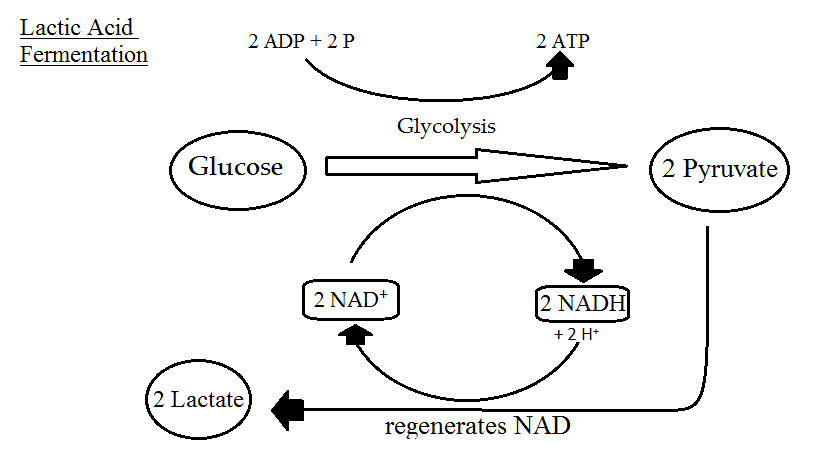 Lactic Acid
Fermentation
2 ADP + 2 P
2 ATP
Glycolysis
Glucose
2 Pyruvate
2 NAD⁺
2 NADH
+ 2 H⁺
2 Lactate
regenerates NAD